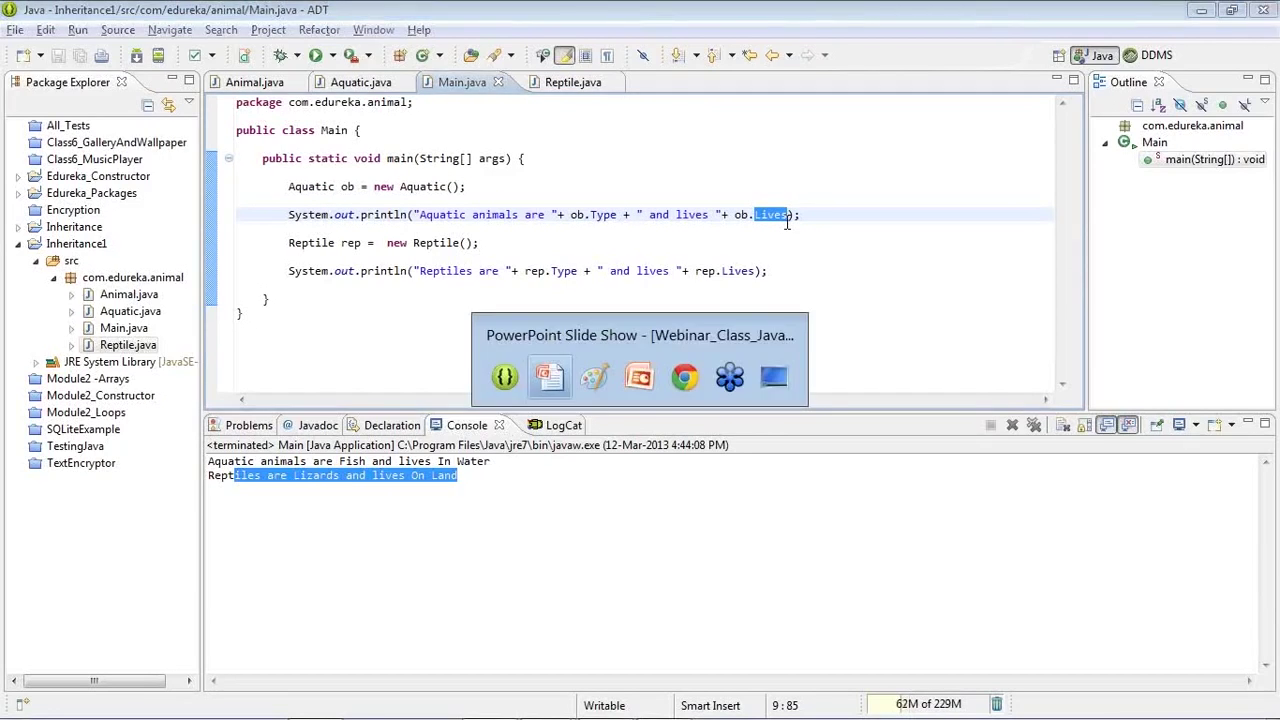 Java - Inheritance1/src/com/edureka/animal/Main.java - ADT
File Edit Run Source Navigate Search Project Refactor Window Help
Java DDMS
Package Explorer
All_Tests
Class6_GalleryAndWallpaper
Class6_MusicPlayer
Edureka_Constructor
Edureka_Packages
Encryption
Inheritance
Inheritance1
src
com.edureka.animal
Animal.java
Aquatic.java
Main.java
Reptile.java
JRE System Library [JavaSE-
Module2 -Arrays
Module2_Constructor
Module2_Loops
SQLiteExample
TestingJava
TextEncryptor
Animal.java Aquatic.java Main.java Reptile.java
package com.edureka.animal;
public class Main {
public static void main(String[] args) {
Aquatic ob = new Aquatic();
System.out.println("Aquatic animals are "+ ob.Type + " and lives "+ ob.Lives);
Reptile rep =  new Reptile();
System.out.println("Reptiles are "+ rep.Type + " and lives "+ rep.Lives);
}
}
PowerPoint Slide Show - [Webinar_Class_Java...
Outline
com.edureka.animal
Main
main(String[]) : void
Problems Javadoc Declaration Console LogCat
<terminated> Main [Java Application] C:\Program Files\Java\jre7\bin\javaw.exe (12-Mar-2013 4:44:08 PM)
Aquatic animals are Fish and lives In Water
Reptiles are Lizards and lives On Land
Writable Smart Insert 9 : 85 62M of 229M